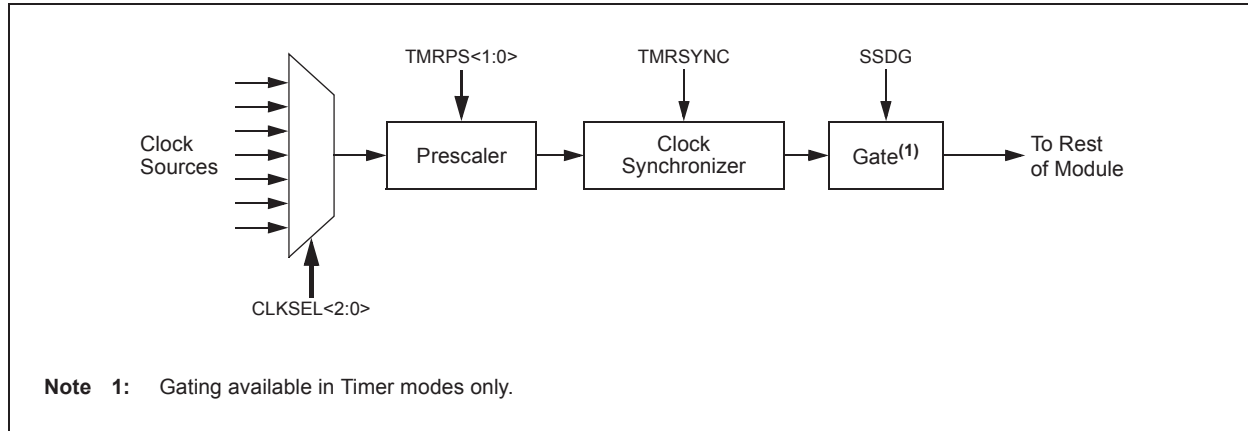 TMRPS<1:0>
TMRSYNC
SSDG
Clock
Sources
Prescaler
Clock
Synchronizer
Gate(1)
To Rest
of Module
CLKSEL<2:0>
Note 1: Gating available in Timer modes only.